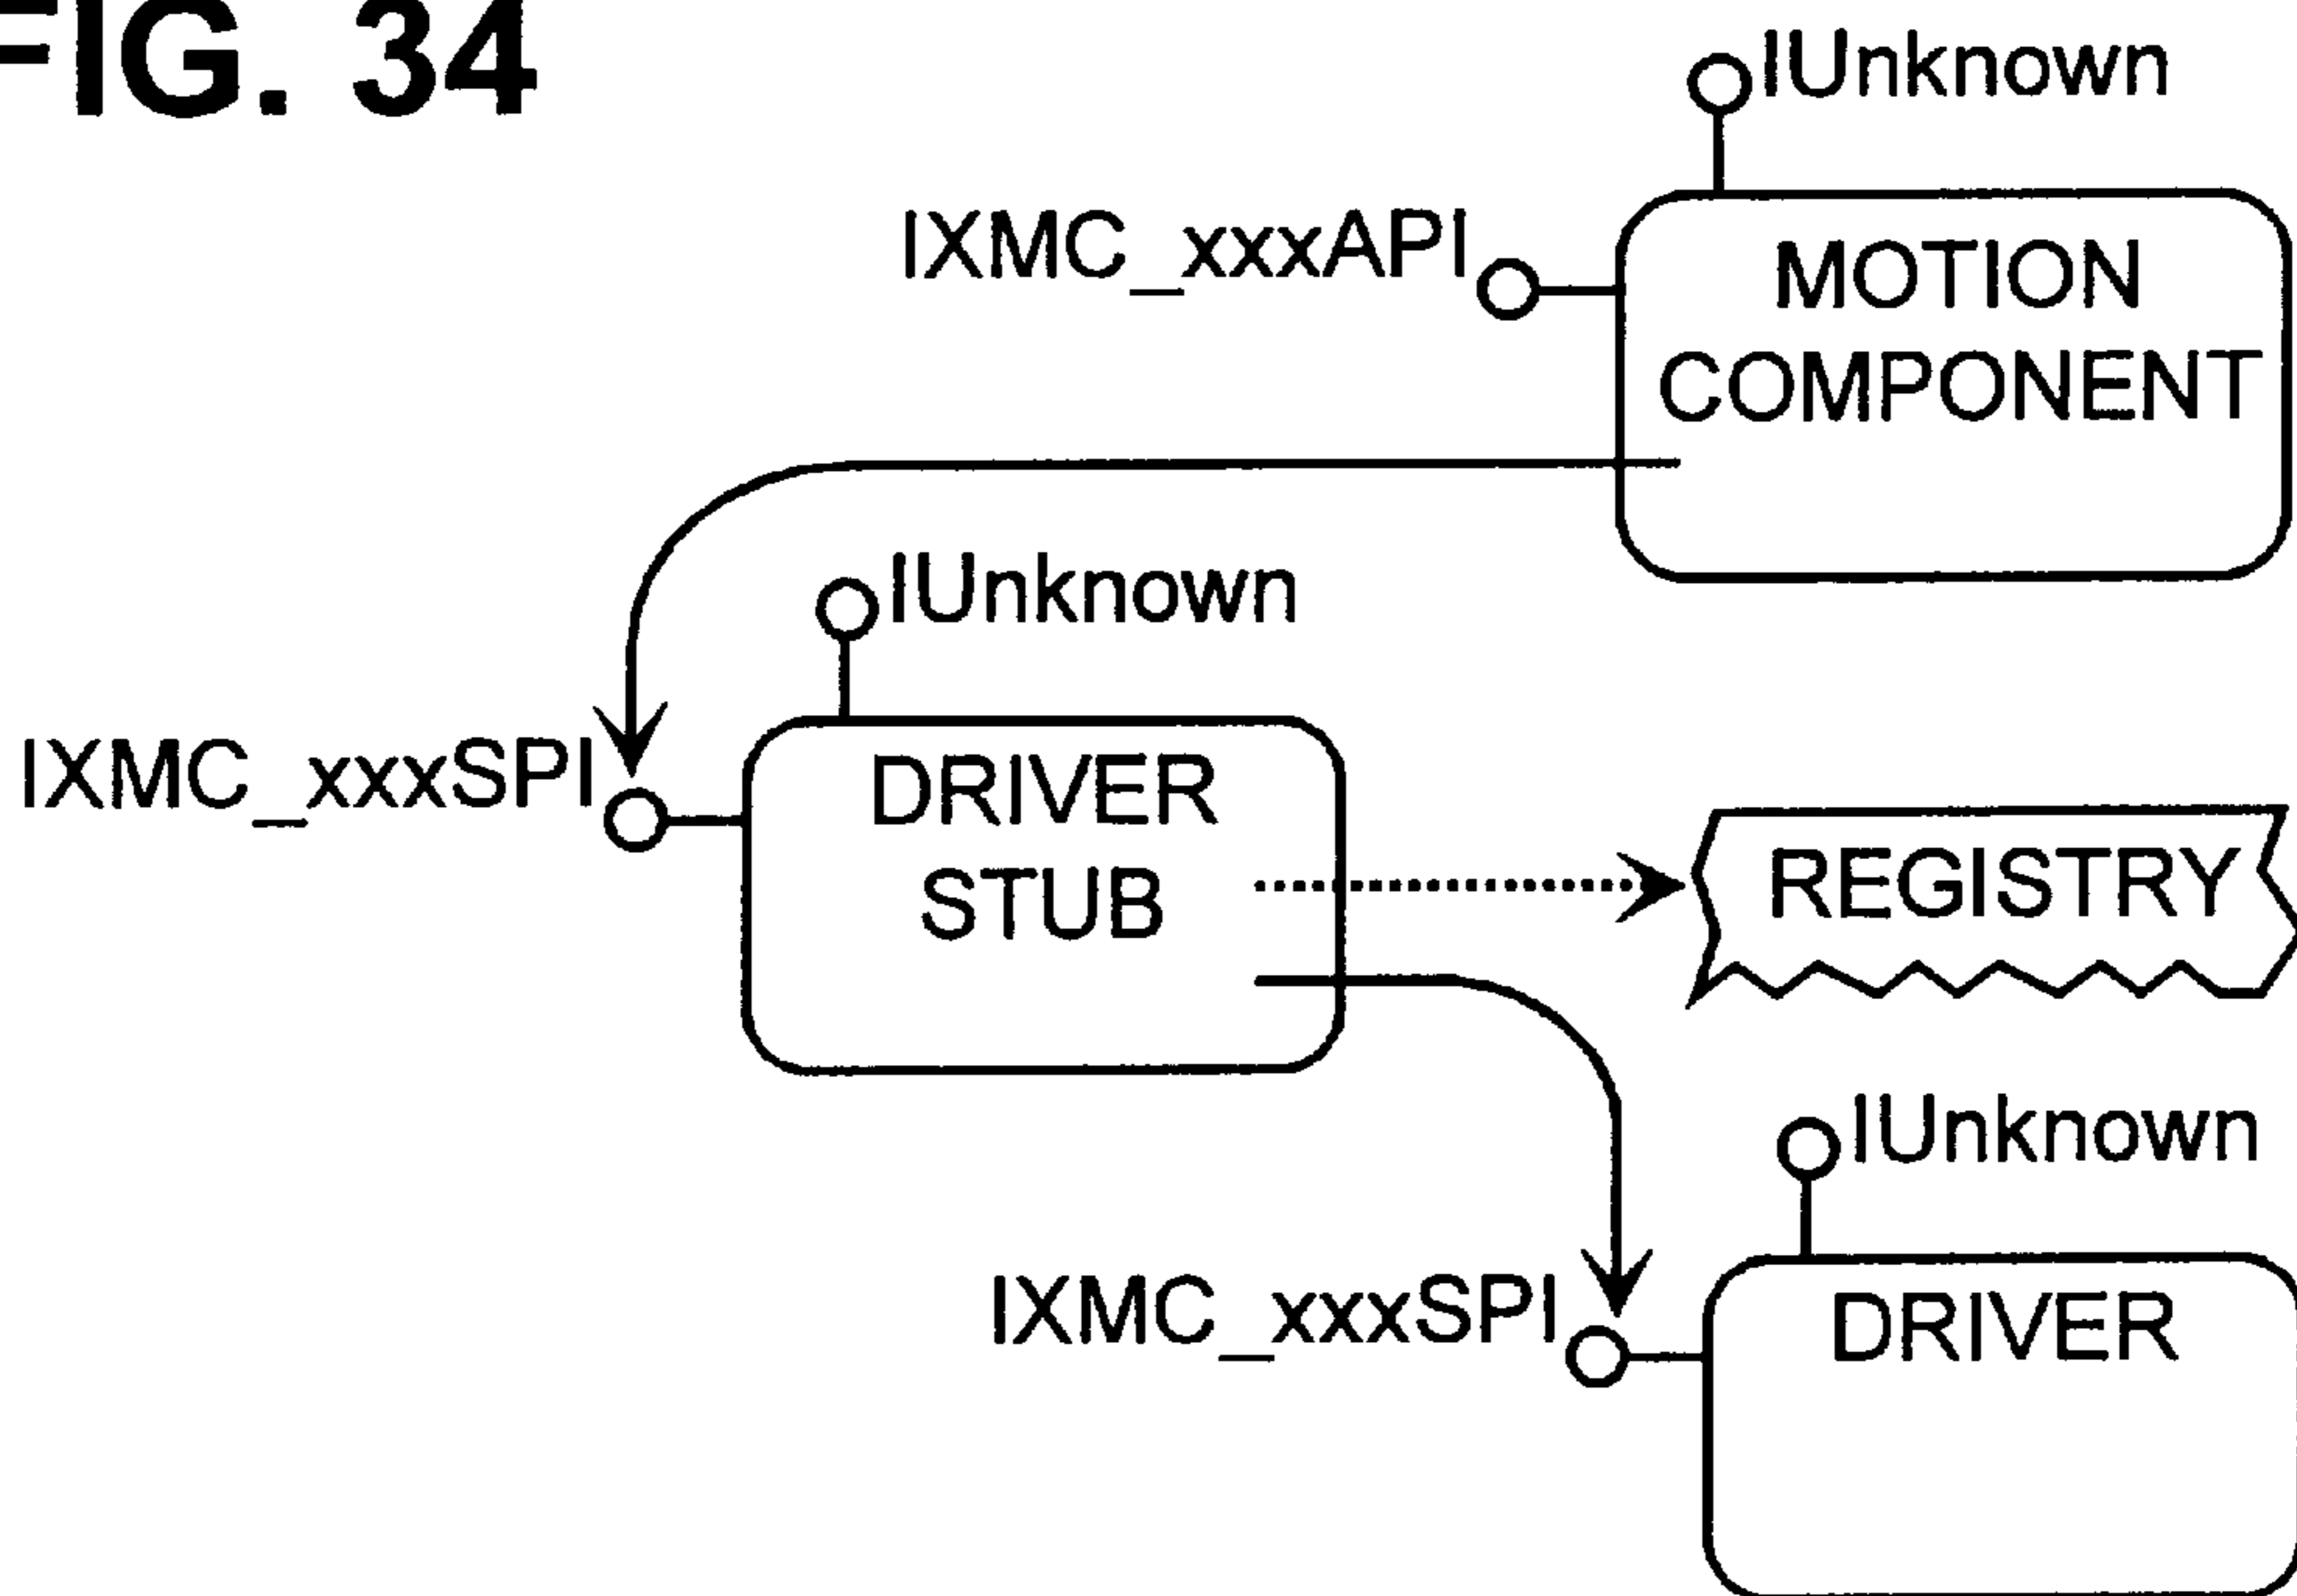 FIG. 34
IUnknown
IXMC_xxxAPI
MOTION
COMPONENT
IUnknown
IXMC_xxxSPI
DRIVER
STUB
REGISTRY
IUnknown
IXMC_xxxSPI
DRIVER